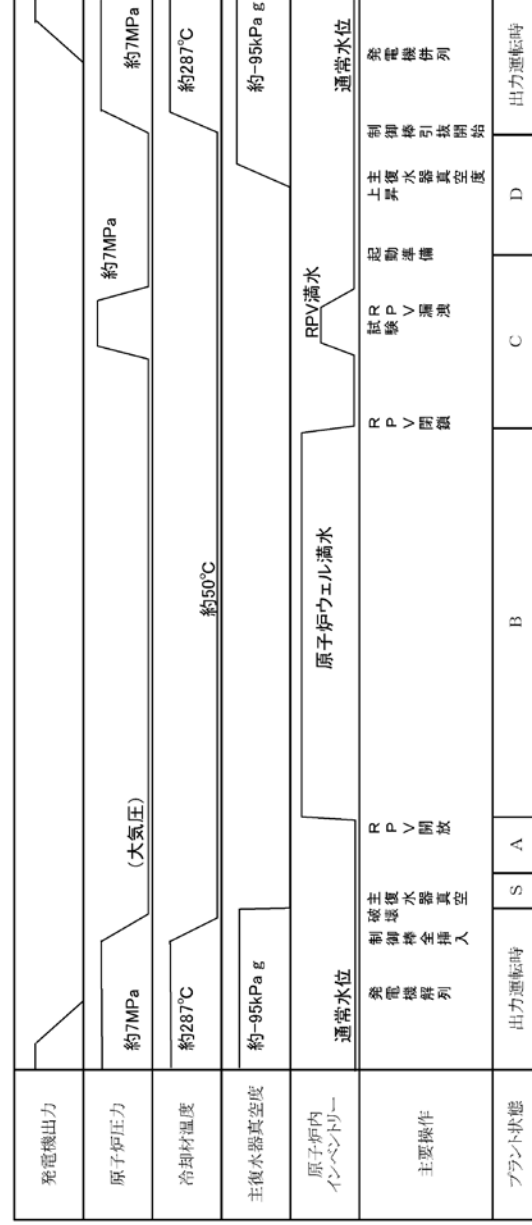 発電機出力
原子炉圧力
約7MPa
(大気圧)
約7MPa
約7MPa
冷却材温度
約287℃
約50℃
約287℃
主復水器真空度
約-95kPa g
約-95kPa g
原子炉内
インベントリー
通常水位
原子炉ウェル満水
RPV満水
通常水位
主要操作
発電機解列
制御棒全挿入
主復水器真空
破壊
RPV開放
RPV閉鎖
RPV漏洩
試験
起動準備
主復水器真空度
上昇
制御棒引抜開始
発電機併列
プラント状態
出力運転時
S
A
B
C
D
出力運転時